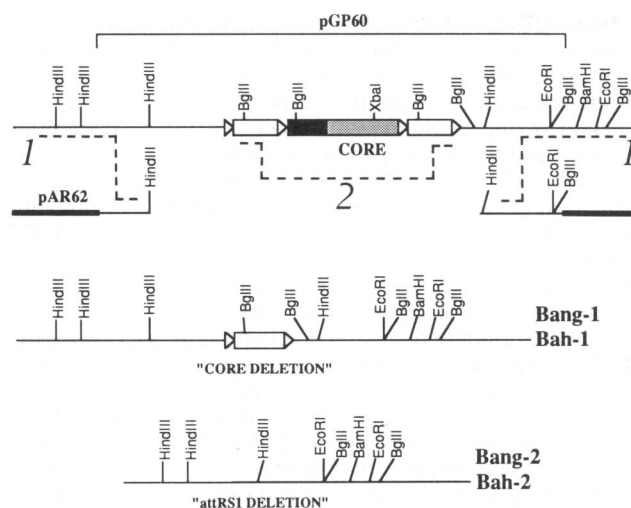 pGP60
HindIII HindIII HindIII BglII BglII XbaI BglII BglII HindIII EcoRI BglII BamHI EcoRI BglII
CORE
1 2 1
pAR62 HindIII HindIII EcoRI BglII
HindIII HindIII HindIII BglII BglII HindIII EcoRI BglII BamHI EcoRI BglII
Bang-1
Bah-1
"CORE DELETION"
HindIII HindIII HindIII EcoRI BglII BamHI EcoRI BglII
Bang-2
Bah-2
"attRS1 DELETION"